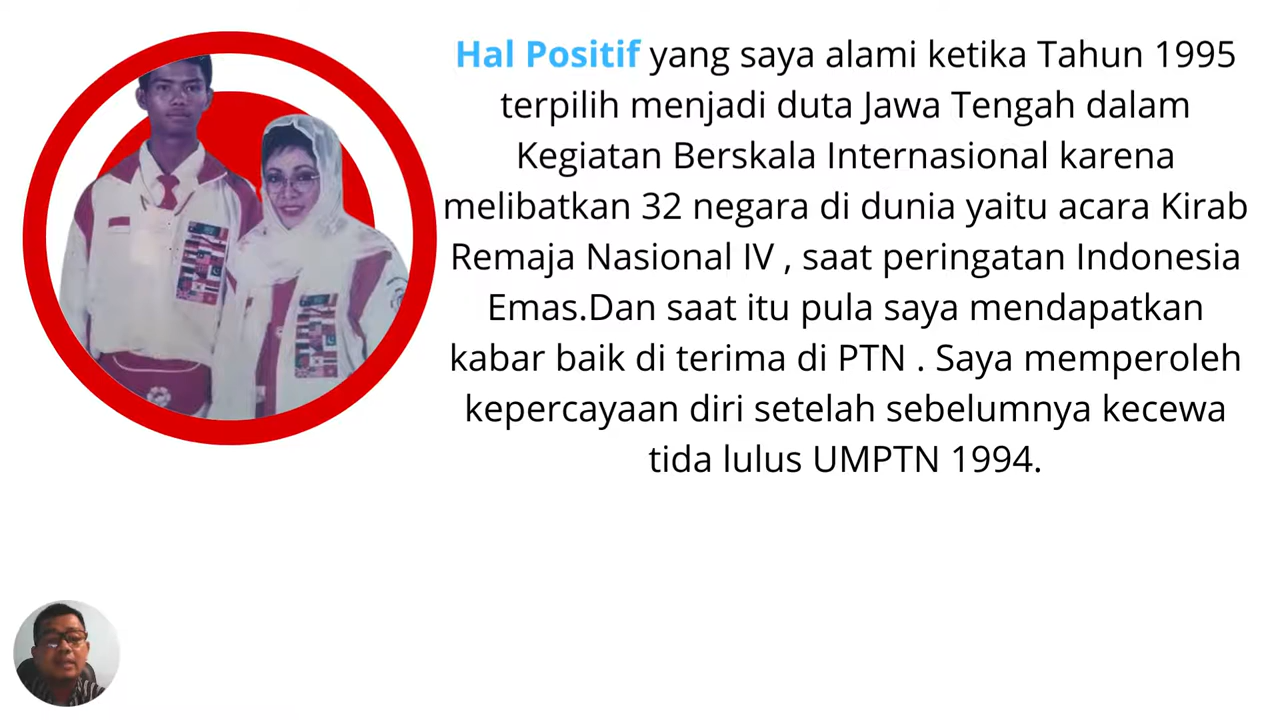 Hal Positif yang saya alami ketika Tahun 1995
terpilih menjadi duta Jawa Tengah dalam
Kegiatan Berskala Internasional karena
melibatkan 32 negara di dunia yaitu acara Kirab
Remaja Nasional IV , saat peringatan Indonesia
Emas.Dan saat itu pula saya mendapatkan
kabar baik di terima di PTN . Saya memperoleh
kepercayaan diri setelah sebelumnya kecewa
tida lulus UMPTN 1994.